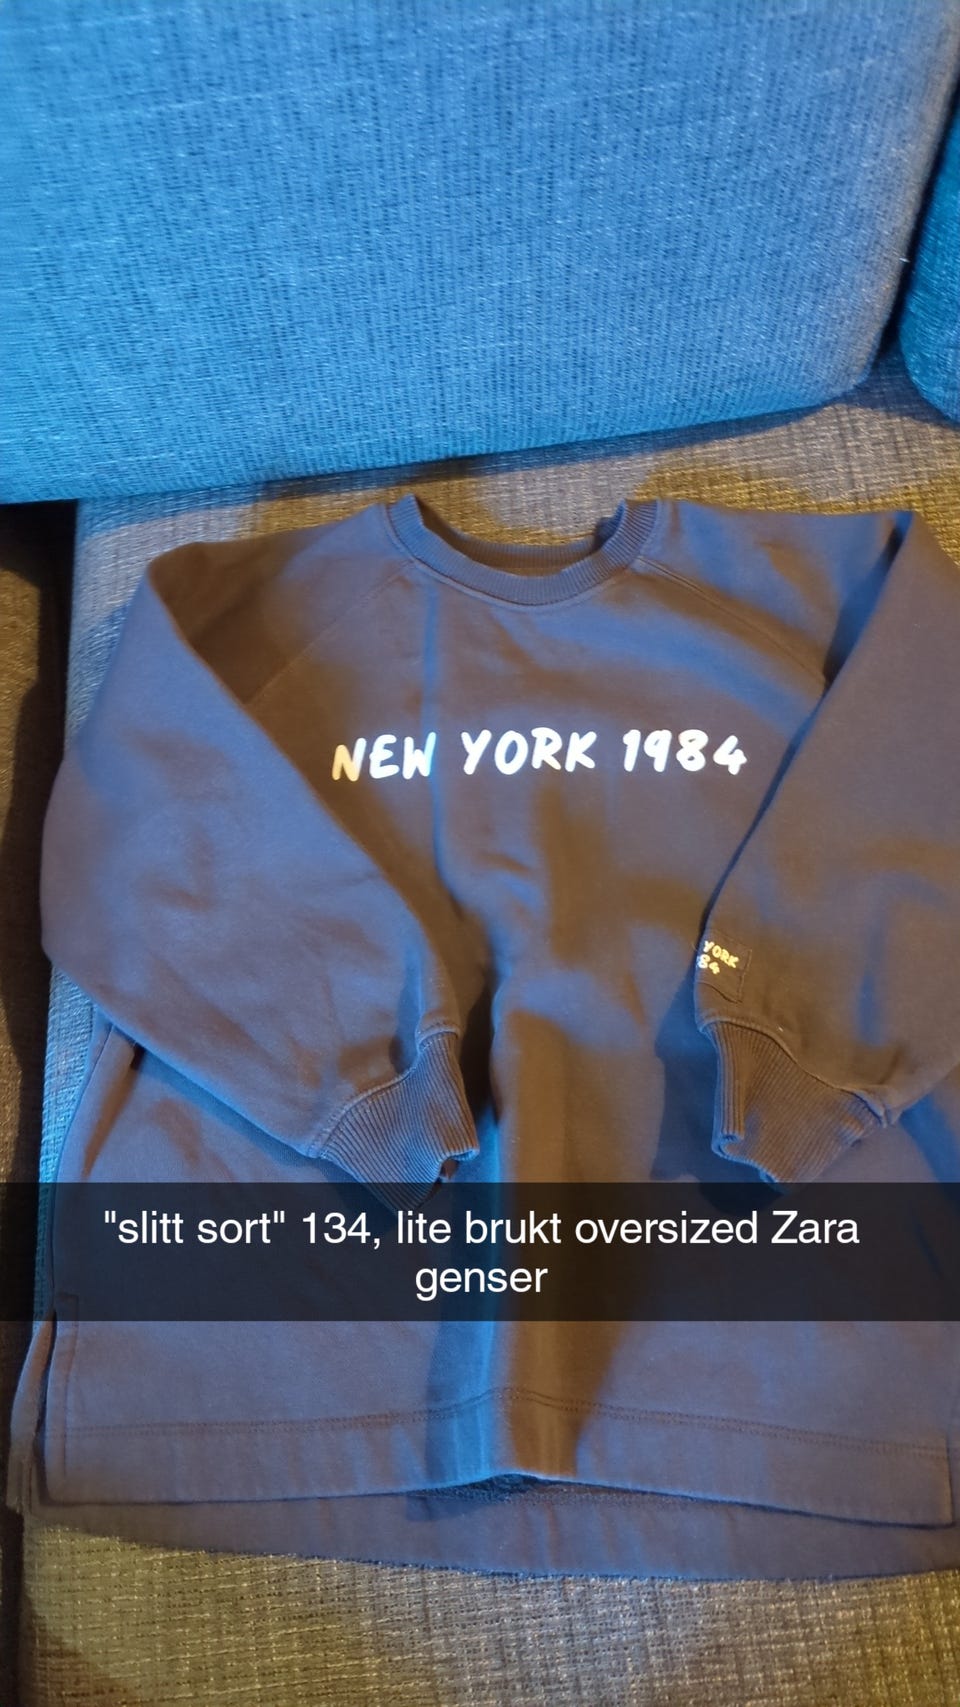 NEW YORK 1984
YORK
84
"slitt sort" 134, lite brukt oversized Zara
genser